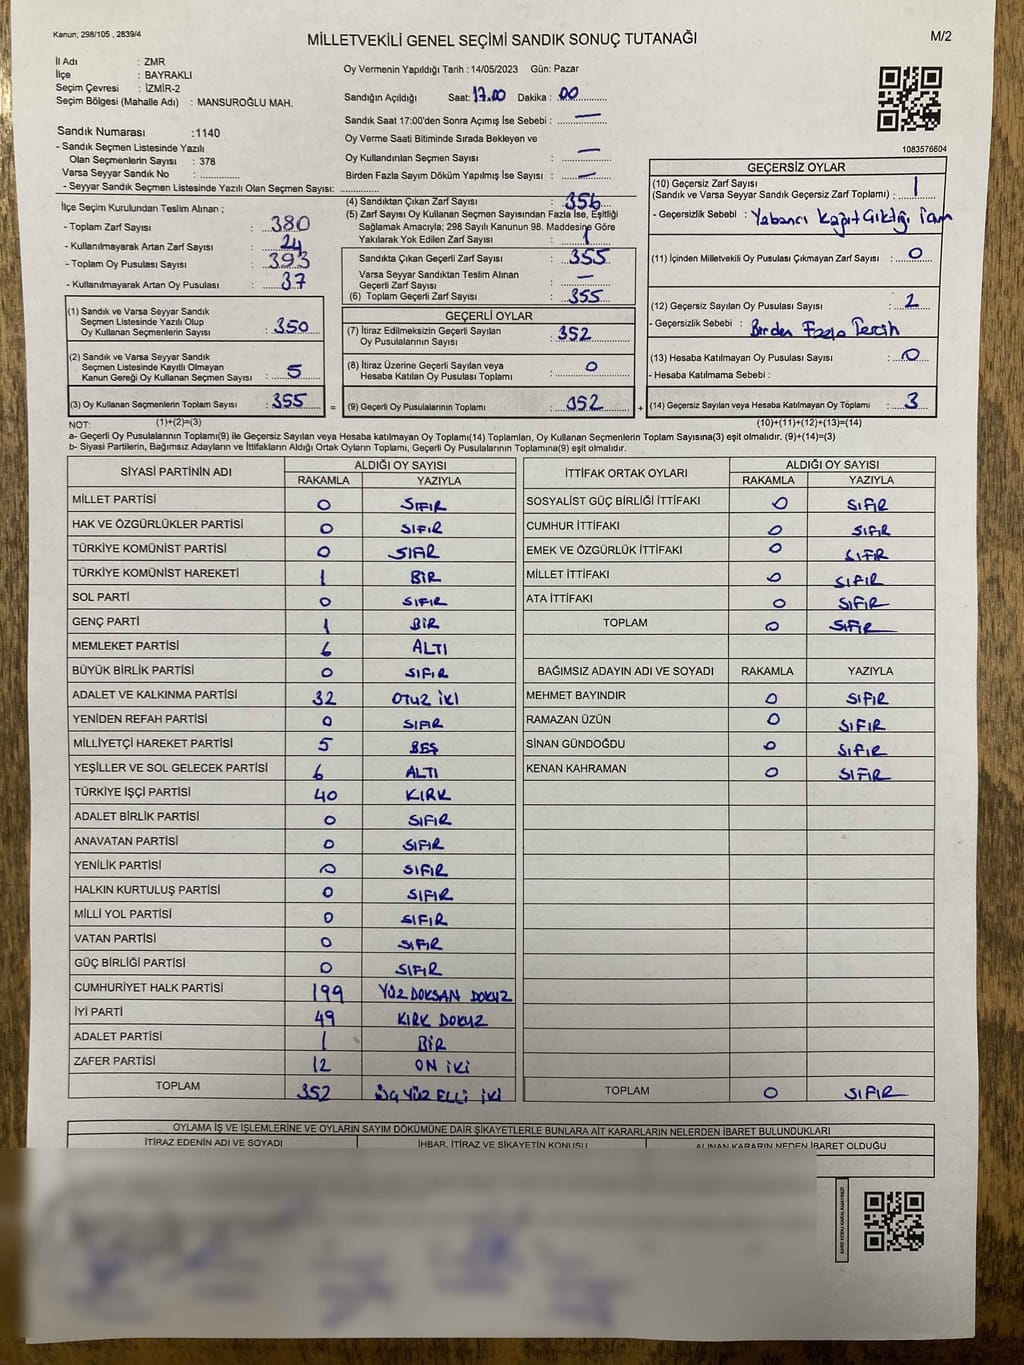 Kanun; 298/105 , 2839/4
MİLLETVEKİLİ GENEL SEÇİMİ SANDIK SONUÇ TUTANAĞI
M/2
İl Adı : ZMR
İlçe : BAYRAKLI
Seçim Çevresi : İZMİR-2
Seçim Bölgesi (Mahalle Adı) : MANSUROĞLU MAH.
Oy Vermenin Yapıldığı Tarih : 14/05/2023 Gün: Pazar
Sandığın Açıldığı Saat: 17.00 Dakika : 00
Sandık Saat 17:00'den Sonra Açımış İse Sebebi : —
Oy Verme Saati Bitiminde Sırada Bekleyen ve
Oy Kullandırılan Seçmen Sayısı : —
Birden Fazla Sayım Döküm Yapılmış İse Sayısı : —
Sandık Numarası : 1140
- Sandık Seçmen Listesinde Yazılı
Olan Seçmenlerin Sayısı : 378
Varsa Seyyar Sandık No :
- Seyyar Sandık Seçmen Listesinde Yazılı Olan Seçmen Sayısı:
1083576604
İlçe Seçim Kurulundan Teslim Alınan ;
- Toplam Zarf Sayısı : 380
- Kullanılmayarak Artan Zarf Sayısı : 24
- Toplam Oy Pusulası Sayısı : 393
- Kullanılmayarak Artan Oy Pusulası : 37
(4) Sandıktan Çıkan Zarf Sayısı : 356
(5) Zarf Sayısı Oy Kullanan Seçmen Sayısından Fazla İse, Eşitliği
Sağlamak Amacıyla; 298 Sayılı Kanunun 98. Maddesine Göre
Yakılarak Yok Edilen Zarf Sayısı : 1
Sandıkta Çıkan Geçerli Zarf Sayısı : 355
Varsa Seyyar Sandıktan Teslim Alınan
Geçerli Zarf Sayısı : —
(6) Toplam Geçerli Zarf Sayısı : 355
GEÇERSİZ OYLAR
(10) Geçersiz Zarf Sayısı
(Sandık ve Varsa Seyyar Sandık Geçersiz Zarf Toplamı) : 1
- Geçersizlik Sebebi : Yabancı Kağıt Çıktığı
(11) İçinden Milletvekili Oy Pusulası Çıkmayan Zarf Sayısı : 0
(12) Geçersiz Sayılan Oy Pusulası Sayısı : 2
- Geçersizlik Sebebi : Birden Fazla Tercih
(13) Hesaba Katılmayan Oy Pusulası Sayısı : 0
- Hesaba Katılmama Sebebi :
(14) Geçersiz Sayılan veya Hesaba Katılmayan Oy Toplamı : 3
(1) Sandık ve Varsa Seyyar Sandık
Seçmen Listesinde Yazılı Olup
Oy Kullanan Seçmenlerin Sayısı : 350
(2) Sandık ve Varsa Seyyar Sandık
Seçmen Listesinde Kayıtlı Olmayan
Kanun Gereği Oy Kullanan Seçmen Sayısı : 5
(3) Oy Kullanan Seçmenlerin Toplam Sayısı : 355 =
GEÇERLİ OYLAR
(7) İtiraz Edilmeksizin Geçerli Sayılan
Oy Pusulalarının Sayısı : 352
(8) İtiraz Üzerine Geçerli Sayılan veya
Hesaba Katılan Oy Pusulası Toplamı : 0
(9) Geçerli Oy Pusulalarının Toplamı : 352 +
NOT: (1)+(2)=(3) (10)+(11)+(12)+(13)=(14)
a- Geçerli Oy Pusulalarının Toplamı(9) ile Geçersiz Sayılan veya Hesaba katılmayan Oy Toplamı(14) Toplamları, Oy Kullanan Seçmenlerin Toplam Sayısına(3) eşit olmalıdır. (9)+(14)=(3)
b- Siyasi Partilerin, Bağımsız Adayların ve İttifakların Aldığı Ortak Oyların Toplamı, Geçerli Oy Pusulalarının Toplamına(9) eşit olmalıdır.
SİYASİ PARTİNİN ADI ALDIĞI OY SAYISI
RAKAMLA YAZIYLA
MİLLET PARTİSİ 0 SIFIR
HAK VE ÖZGÜRLÜKLER PARTİSİ 0 SIFIR
TÜRKİYE KOMÜNİST PARTİSİ 0 SIFIR
TÜRKİYE KOMÜNİST HAREKETİ 1 BİR
SOL PARTİ 0 SIFIR
GENÇ PARTİ 1 BİR
MEMLEKET PARTİSİ 6 ALTI
BÜYÜK BİRLİK PARTİSİ 0 SIFIR
ADALET VE KALKINMA PARTİSİ 32 OTUZ İKİ
YENİDEN REFAH PARTİSİ 0 SIFIR
MİLLİYETÇİ HAREKET PARTİSİ 5 BEŞ
YEŞİLLER VE SOL GELECEK PARTİSİ 6 ALTI
TÜRKİYE İŞÇİ PARTİSİ 40 KIRK
ADALET BİRLİK PARTİSİ 0 SIFIR
ANAVATAN PARTİSİ 0 SIFIR
YENİLİK PARTİSİ 0 SIFIR
HALKIN KURTULUŞ PARTİSİ 0 SIFIR
MİLLİ YOL PARTİSİ 0 SIFIR
VATAN PARTİSİ 0 SIFIR
GÜÇ BİRLİĞİ PARTİSİ 0 SIFIR
CUMHURİYET HALK PARTİSİ 199 YÜZ DOKSAN DOKUZ
İYİ PARTİ 49 KIRK DOKUZ
ADALET PARTİSİ 1 BİR
ZAFER PARTİSİ 12 ON İKİ
TOPLAM 352 ÜÇ YÜZ ELLİ İKİ
İTTİFAK ORTAK OYLARI ALDIĞI OY SAYISI
RAKAMLA YAZIYLA
SOSYALİST GÜÇ BİRLİĞİ İTTİFAKI 0 SIFIR
CUMHUR İTTİFAKI 0 SIFIR
EMEK VE ÖZGÜRLÜK İTTİFAKI 0 SIFIR
MİLLET İTTİFAKI 0 SIFIR
ATA İTTİFAKI 0 SIFIR
TOPLAM 0 SIFIR
BAĞIMSIZ ADAYIN ADI VE SOYADI RAKAMLA YAZIYLA
MEHMET BAYINDIR 0 SIFIR
RAMAZAN ÜZÜN 0 SIFIR
SİNAN GÜNDOĞDU 0 SIFIR
KENAN KAHRAMAN 0 SIFIR
TOPLAM 0 SIFIR
OYLAMA İŞ VE İŞLEMLERİNE VE OYLARIN SAYIM DÖKÜMÜNE DAİR ŞİKAYETLERLE BUNLARA AİT KARARLARIN NELERDEN İBARET BULUNDUKLARI
İTİRAZ EDENİN ADI VE SOYADI İHBAR, İTİRAZ VE ŞİKAYETİN KONUSU ALINAN KARARIN NEDEN İBARET OLDUĞU
KARE KODU KARALAMAYINIZ!